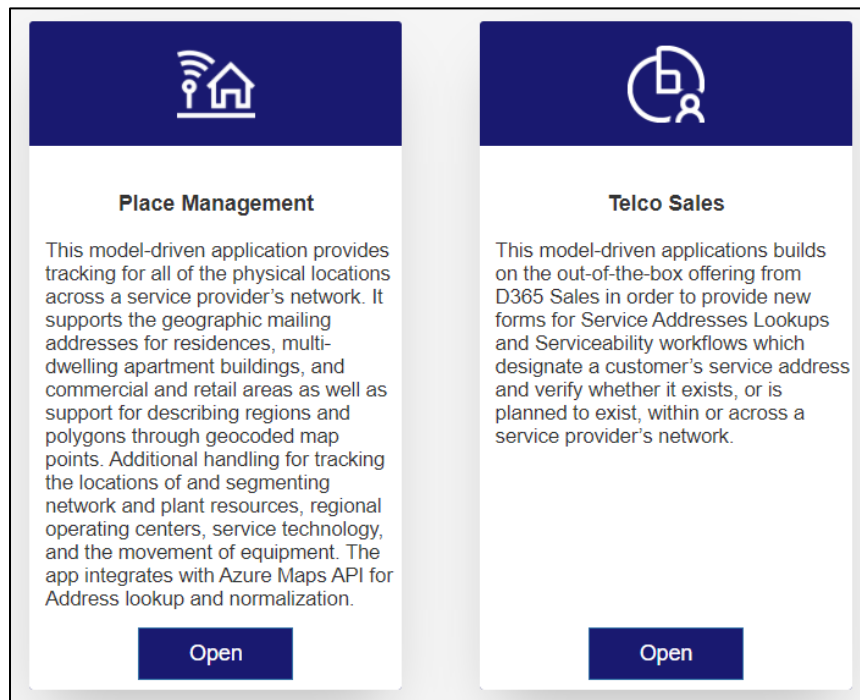 Place Management
This model-driven application provides
tracking for all of the physical locations
across a service provider’s network. It
supports the geographic mailing
addresses for residences, multi-
dwelling apartment buildings, and
commercial and retail areas as well as
support for describing regions and
polygons through geocoded map
points. Additional handling for tracking
the locations of and segmenting
network and plant resources, regional
operating centers, service technology,
and the movement of equipment. The
app integrates with Azure Maps API for
Address lookup and normalization.
Open
Telco Sales
This model-driven applications builds
on the out-of-the-box offering from
D365 Sales in order to provide new
forms for Service Addresses Lookups
and Serviceability workflows which
designate a customer’s service address
and verify whether it exists, or is
planned to exist, within or across a
service provider’s network.
Open